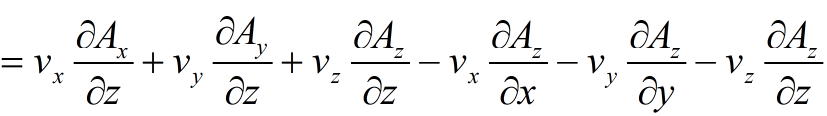 = v_x ∂A_x/∂z + v_y ∂A_y/∂z + v_z ∂A_z/∂z − v_x ∂A_z/∂x − v_y ∂A_z/∂y − v_z ∂A_z/∂z